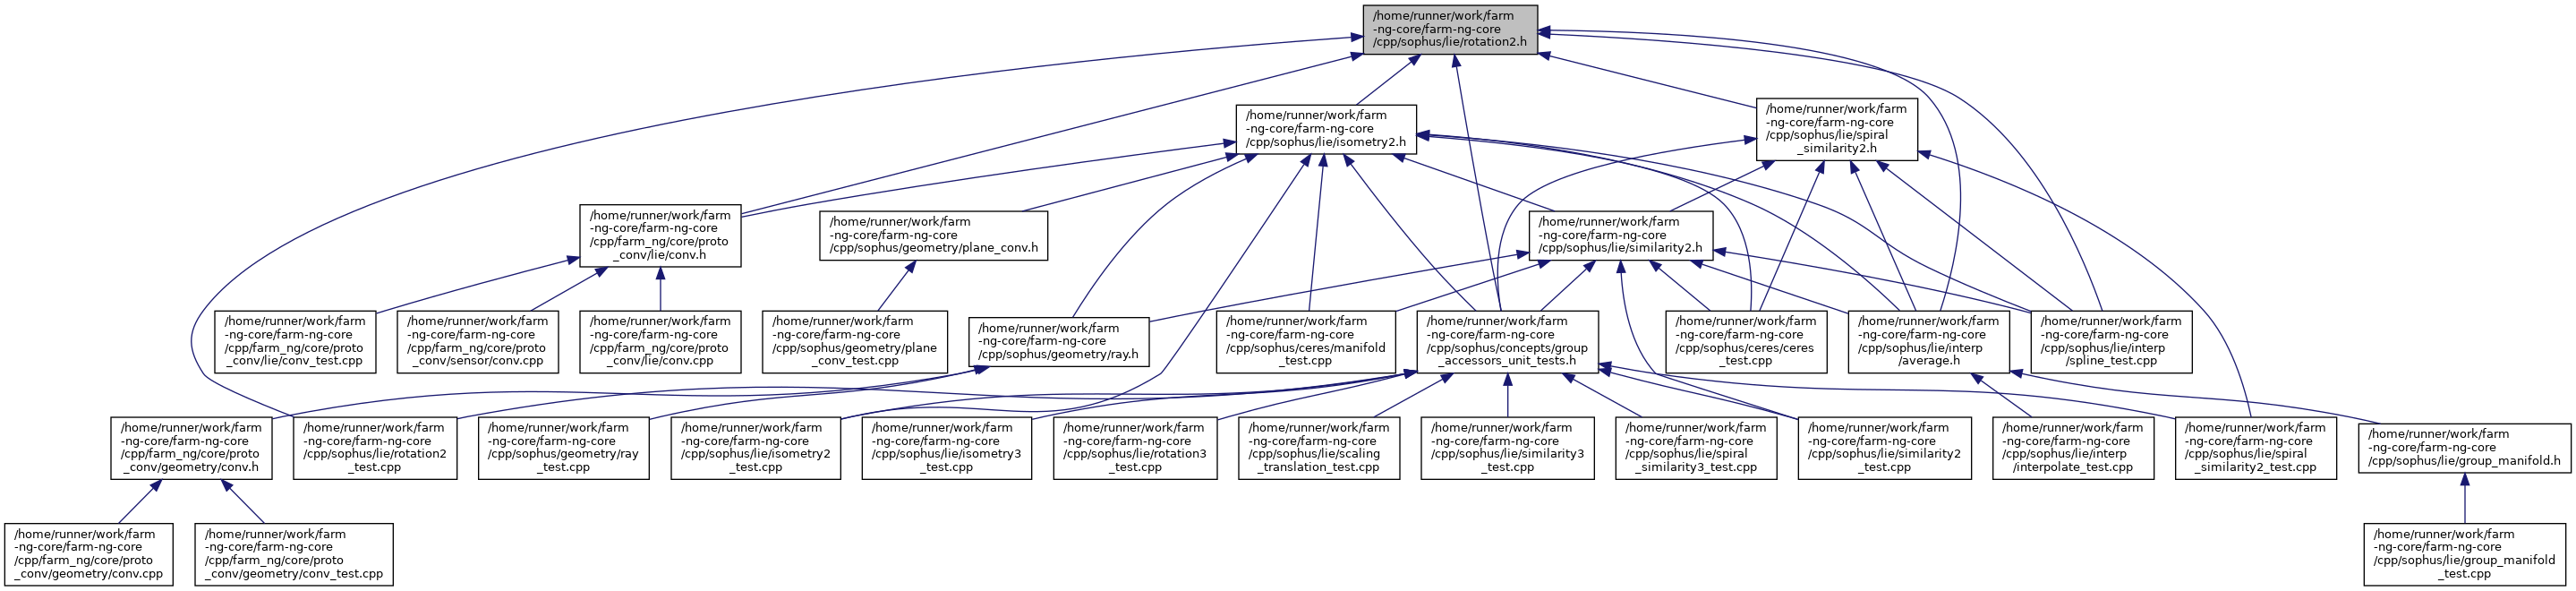 /home/runner/work/farm
-ng-core/farm-ng-core
/cpp/sophus/lie/rotation2.h
/home/runner/work/farm
-ng-core/farm-ng-core
/cpp/sophus/lie/isometry2.h
/home/runner/work/farm
-ng-core/farm-ng-core
/cpp/sophus/lie/spiral
_similarity2.h
/home/runner/work/farm
-ng-core/farm-ng-core
/cpp/farm_ng/core/proto
_conv/lie/conv.h
/home/runner/work/farm
-ng-core/farm-ng-core
/cpp/sophus/geometry/plane_conv.h
/home/runner/work/farm
-ng-core/farm-ng-core
/cpp/sophus/lie/similarity2.h
/home/runner/work/farm
-ng-core/farm-ng-core
/cpp/farm_ng/core/proto
_conv/lie/conv_test.cpp
/home/runner/work/farm
-ng-core/farm-ng-core
/cpp/farm_ng/core/proto
_conv/sensor/conv.cpp
/home/runner/work/farm
-ng-core/farm-ng-core
/cpp/farm_ng/core/proto
_conv/lie/conv.cpp
/home/runner/work/farm
-ng-core/farm-ng-core
/cpp/sophus/geometry/plane
_conv_test.cpp
/home/runner/work/farm
-ng-core/farm-ng-core
/cpp/sophus/geometry/ray.h
/home/runner/work/farm
-ng-core/farm-ng-core
/cpp/sophus/ceres/manifold
_test.cpp
/home/runner/work/farm
-ng-core/farm-ng-core
/cpp/sophus/concepts/group
_accessors_unit_tests.h
/home/runner/work/farm
-ng-core/farm-ng-core
/cpp/sophus/ceres/ceres
_test.cpp
/home/runner/work/farm
-ng-core/farm-ng-core
/cpp/sophus/lie/interp
/average.h
/home/runner/work/farm
-ng-core/farm-ng-core
/cpp/sophus/lie/interp
/spline_test.cpp
/home/runner/work/farm
-ng-core/farm-ng-core
/cpp/farm_ng/core/proto
_conv/geometry/conv.h
/home/runner/work/farm
-ng-core/farm-ng-core
/cpp/sophus/lie/rotation2
_test.cpp
/home/runner/work/farm
-ng-core/farm-ng-core
/cpp/sophus/geometry/ray
_test.cpp
/home/runner/work/farm
-ng-core/farm-ng-core
/cpp/sophus/lie/isometry2
_test.cpp
/home/runner/work/farm
-ng-core/farm-ng-core
/cpp/sophus/lie/isometry3
_test.cpp
/home/runner/work/farm
-ng-core/farm-ng-core
/cpp/sophus/lie/rotation3
_test.cpp
/home/runner/work/farm
-ng-core/farm-ng-core
/cpp/sophus/lie/scaling
_translation_test.cpp
/home/runner/work/farm
-ng-core/farm-ng-core
/cpp/sophus/lie/similarity3
_test.cpp
/home/runner/work/farm
-ng-core/farm-ng-core
/cpp/sophus/lie/spiral
_similarity3_test.cpp
/home/runner/work/farm
-ng-core/farm-ng-core
/cpp/sophus/lie/similarity2
_test.cpp
/home/runner/work/farm
-ng-core/farm-ng-core
/cpp/sophus/lie/interp
/interpolate_test.cpp
/home/runner/work/farm
-ng-core/farm-ng-core
/cpp/sophus/lie/spiral
_similarity2_test.cpp
/home/runner/work/farm
-ng-core/farm-ng-core
/cpp/sophus/lie/group_manifold.h
/home/runner/work/farm
-ng-core/farm-ng-core
/cpp/farm_ng/core/proto
_conv/geometry/conv.cpp
/home/runner/work/farm
-ng-core/farm-ng-core
/cpp/farm_ng/core/proto
_conv/geometry/conv_test.cpp
/home/runner/work/farm
-ng-core/farm-ng-core
/cpp/sophus/lie/group_manifold
_test.cpp